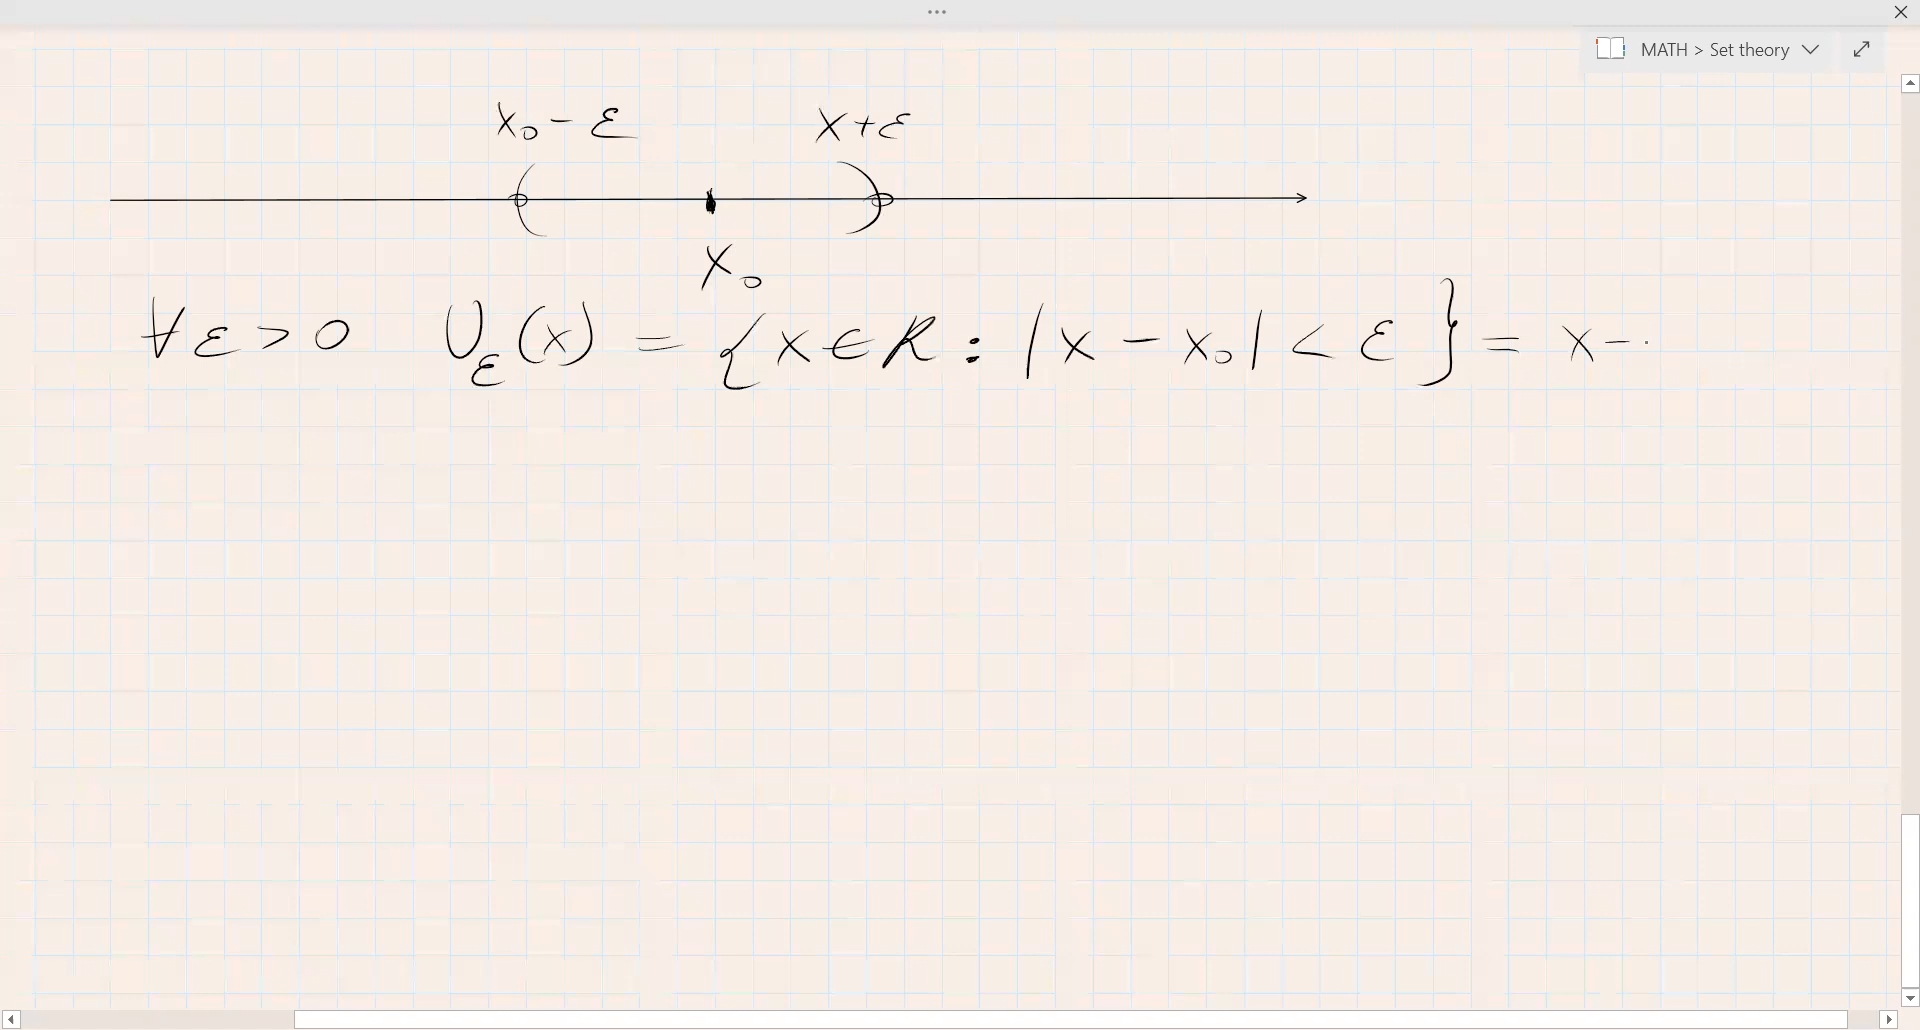 MATH > Set theory
x₀ - ε x + ε
x₀
∀ ε > 0 U_ε(x) = { x ∈ R : | x - x₀ | < ε } = x -